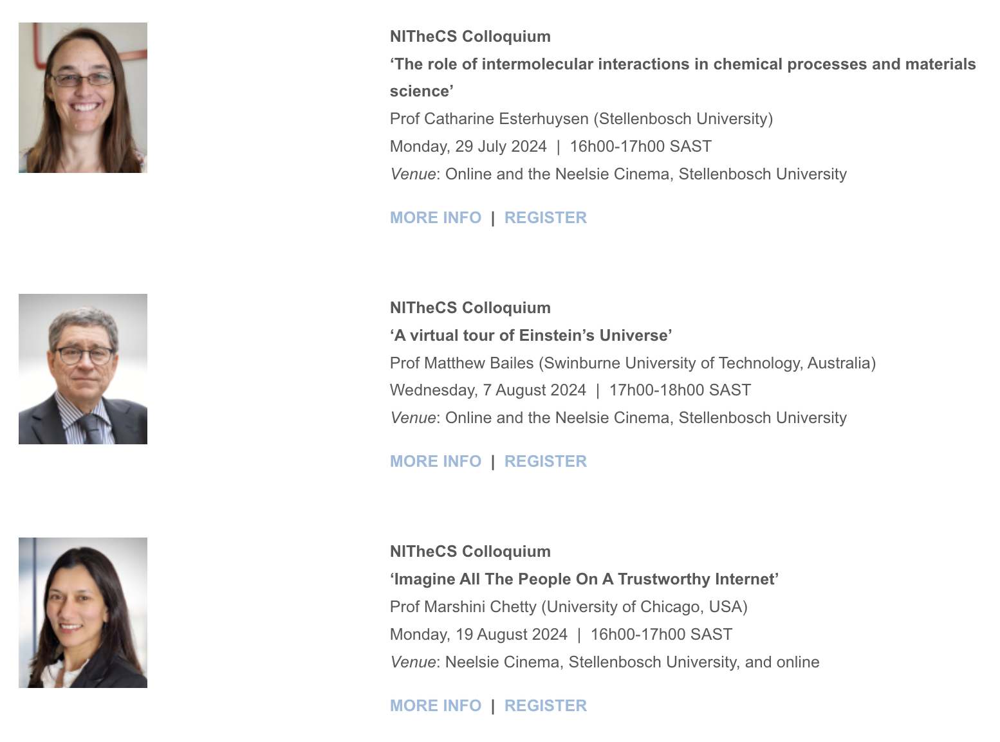 NITheCS Colloquium
‘The role of intermolecular interactions in chemical processes and materials
science’
Prof Catharine Esterhuysen (Stellenbosch University)
Monday, 29 July 2024 | 16h00-17h00 SAST
Venue: Online and the Neelsie Cinema, Stellenbosch University
MORE INFO | REGISTER
NITheCS Colloquium
‘A virtual tour of Einstein’s Universe’
Prof Matthew Bailes (Swinburne University of Technology, Australia)
Wednesday, 7 August 2024 | 17h00-18h00 SAST
Venue: Online and the Neelsie Cinema, Stellenbosch University
MORE INFO | REGISTER
NITheCS Colloquium
‘Imagine All The People On A Trustworthy Internet’
Prof Marshini Chetty (University of Chicago, USA)
Monday, 19 August 2024 | 16h00-17h00 SAST
Venue: Neelsie Cinema, Stellenbosch University, and online
MORE INFO | REGISTER